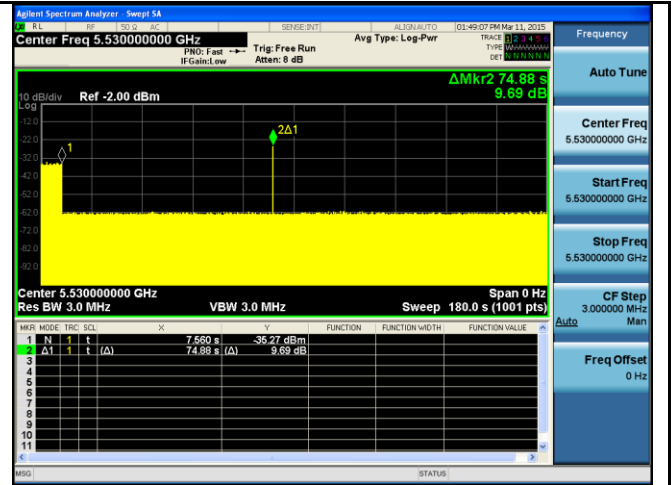 Agilent Spectrum Analyzer - Swept SA
RL RF 50 Ω AC SENSE:INT ALIGNAUTO 01:49:07 PM Mar 11, 2015
Center Freq 5.530000000 GHz
PNO: Fast
IFGain:Low
Trig: Free Run
Atten: 8 dB
Avg Type: Log-Pwr
TRACE 1 2 3 4 5 6
TYPE
DET N N N N N N
ΔMkr2 74.88 s
9.69 dB
10 dB/div Ref -2.00 dBm
Log
-12.0
-22.0
-32.0
-42.0
-52.0
-62.0
-72.0
-82.0
-92.0
1
2Δ1
Center 5.530000000 GHz Span 0 Hz
Res BW 3.0 MHz VBW 3.0 MHz Sweep 180.0 s (1001 pts)
MKR MODE TRC SCL X Y FUNCTION FUNCTION WIDTH FUNCTION VALUE
1 N 1 t 7.560 s -35.27 dBm
2 Δ1 1 t (Δ) 74.88 s (Δ) 9.69 dB
3
4
5
6
7
8
9
10
11
MSG STATUS
Frequency
Auto Tune
Center Freq
5.530000000 GHz
Start Freq
5.530000000 GHz
Stop Freq
5.530000000 GHz
CF Step
3.000000 MHz
Auto Man
Freq Offset
0 Hz